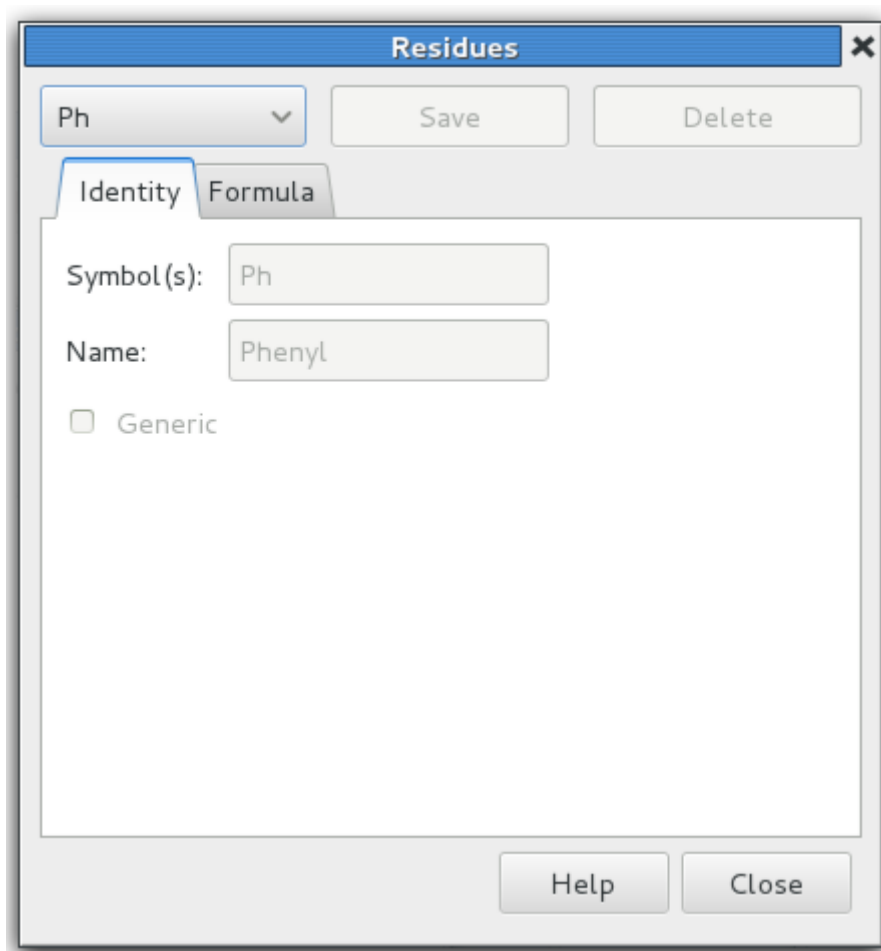 Residues
Ph Save Delete
Identity Formula
Symbol(s): Ph
Name: Phenyl
Generic
Help Close